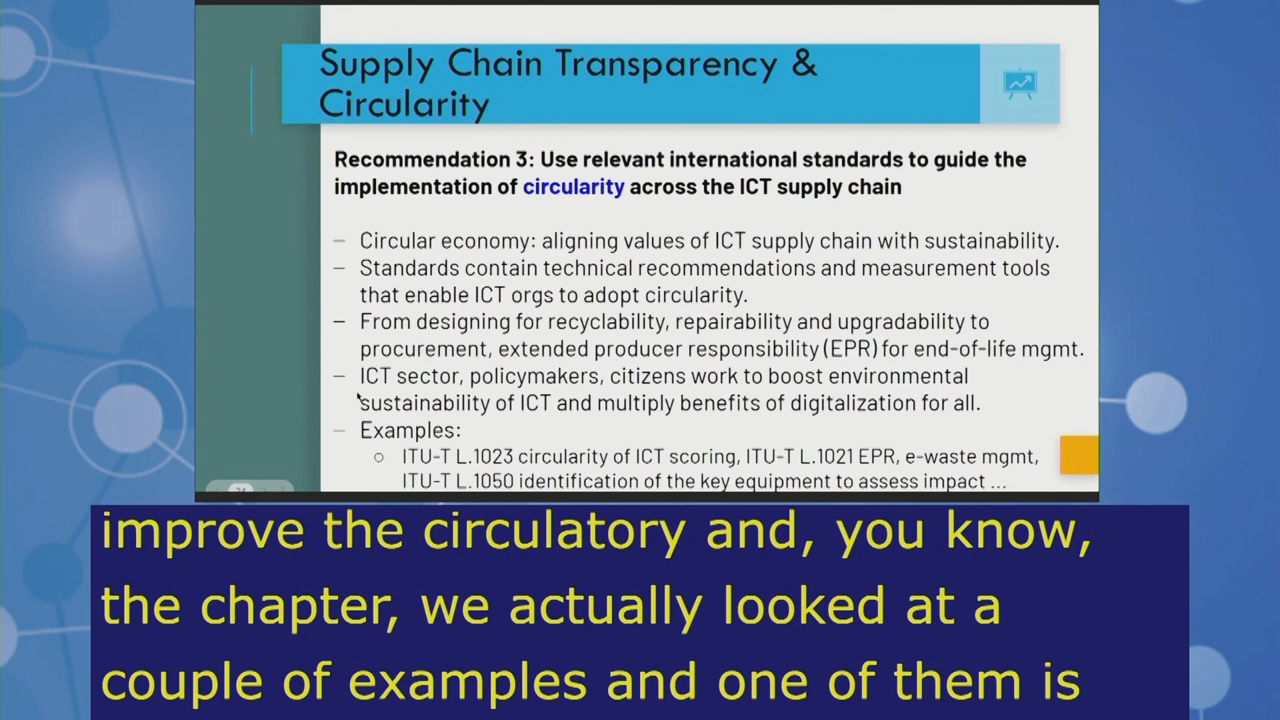 Supply Chain Transparency &
Circularity
Recommendation 3: Use relevant international standards to guide the
implementation of circularity across the ICT supply chain
– Circular economy: aligning values of ICT supply chain with sustainability.
– Standards contain technical recommendations and measurement tools
that enable ICT orgs to adopt circularity.
– From designing for recyclability, repairability and upgradability to
procurement, extended producer responsibility (EPR) for end-of-life mgmt.
– ICT sector, policymakers, citizens work to boost environmental
sustainability of ICT and multiply benefits of digitalization for all.
– Examples:
○ ITU-T L.1023 circularity of ICT scoring, ITU-T L.1021 EPR, e-waste mgmt,
ITU-T L.1050 identification of the key equipment to assess impact ...
improve the circulatory and, you know,
the chapter, we actually looked at a
couple of examples and one of them is